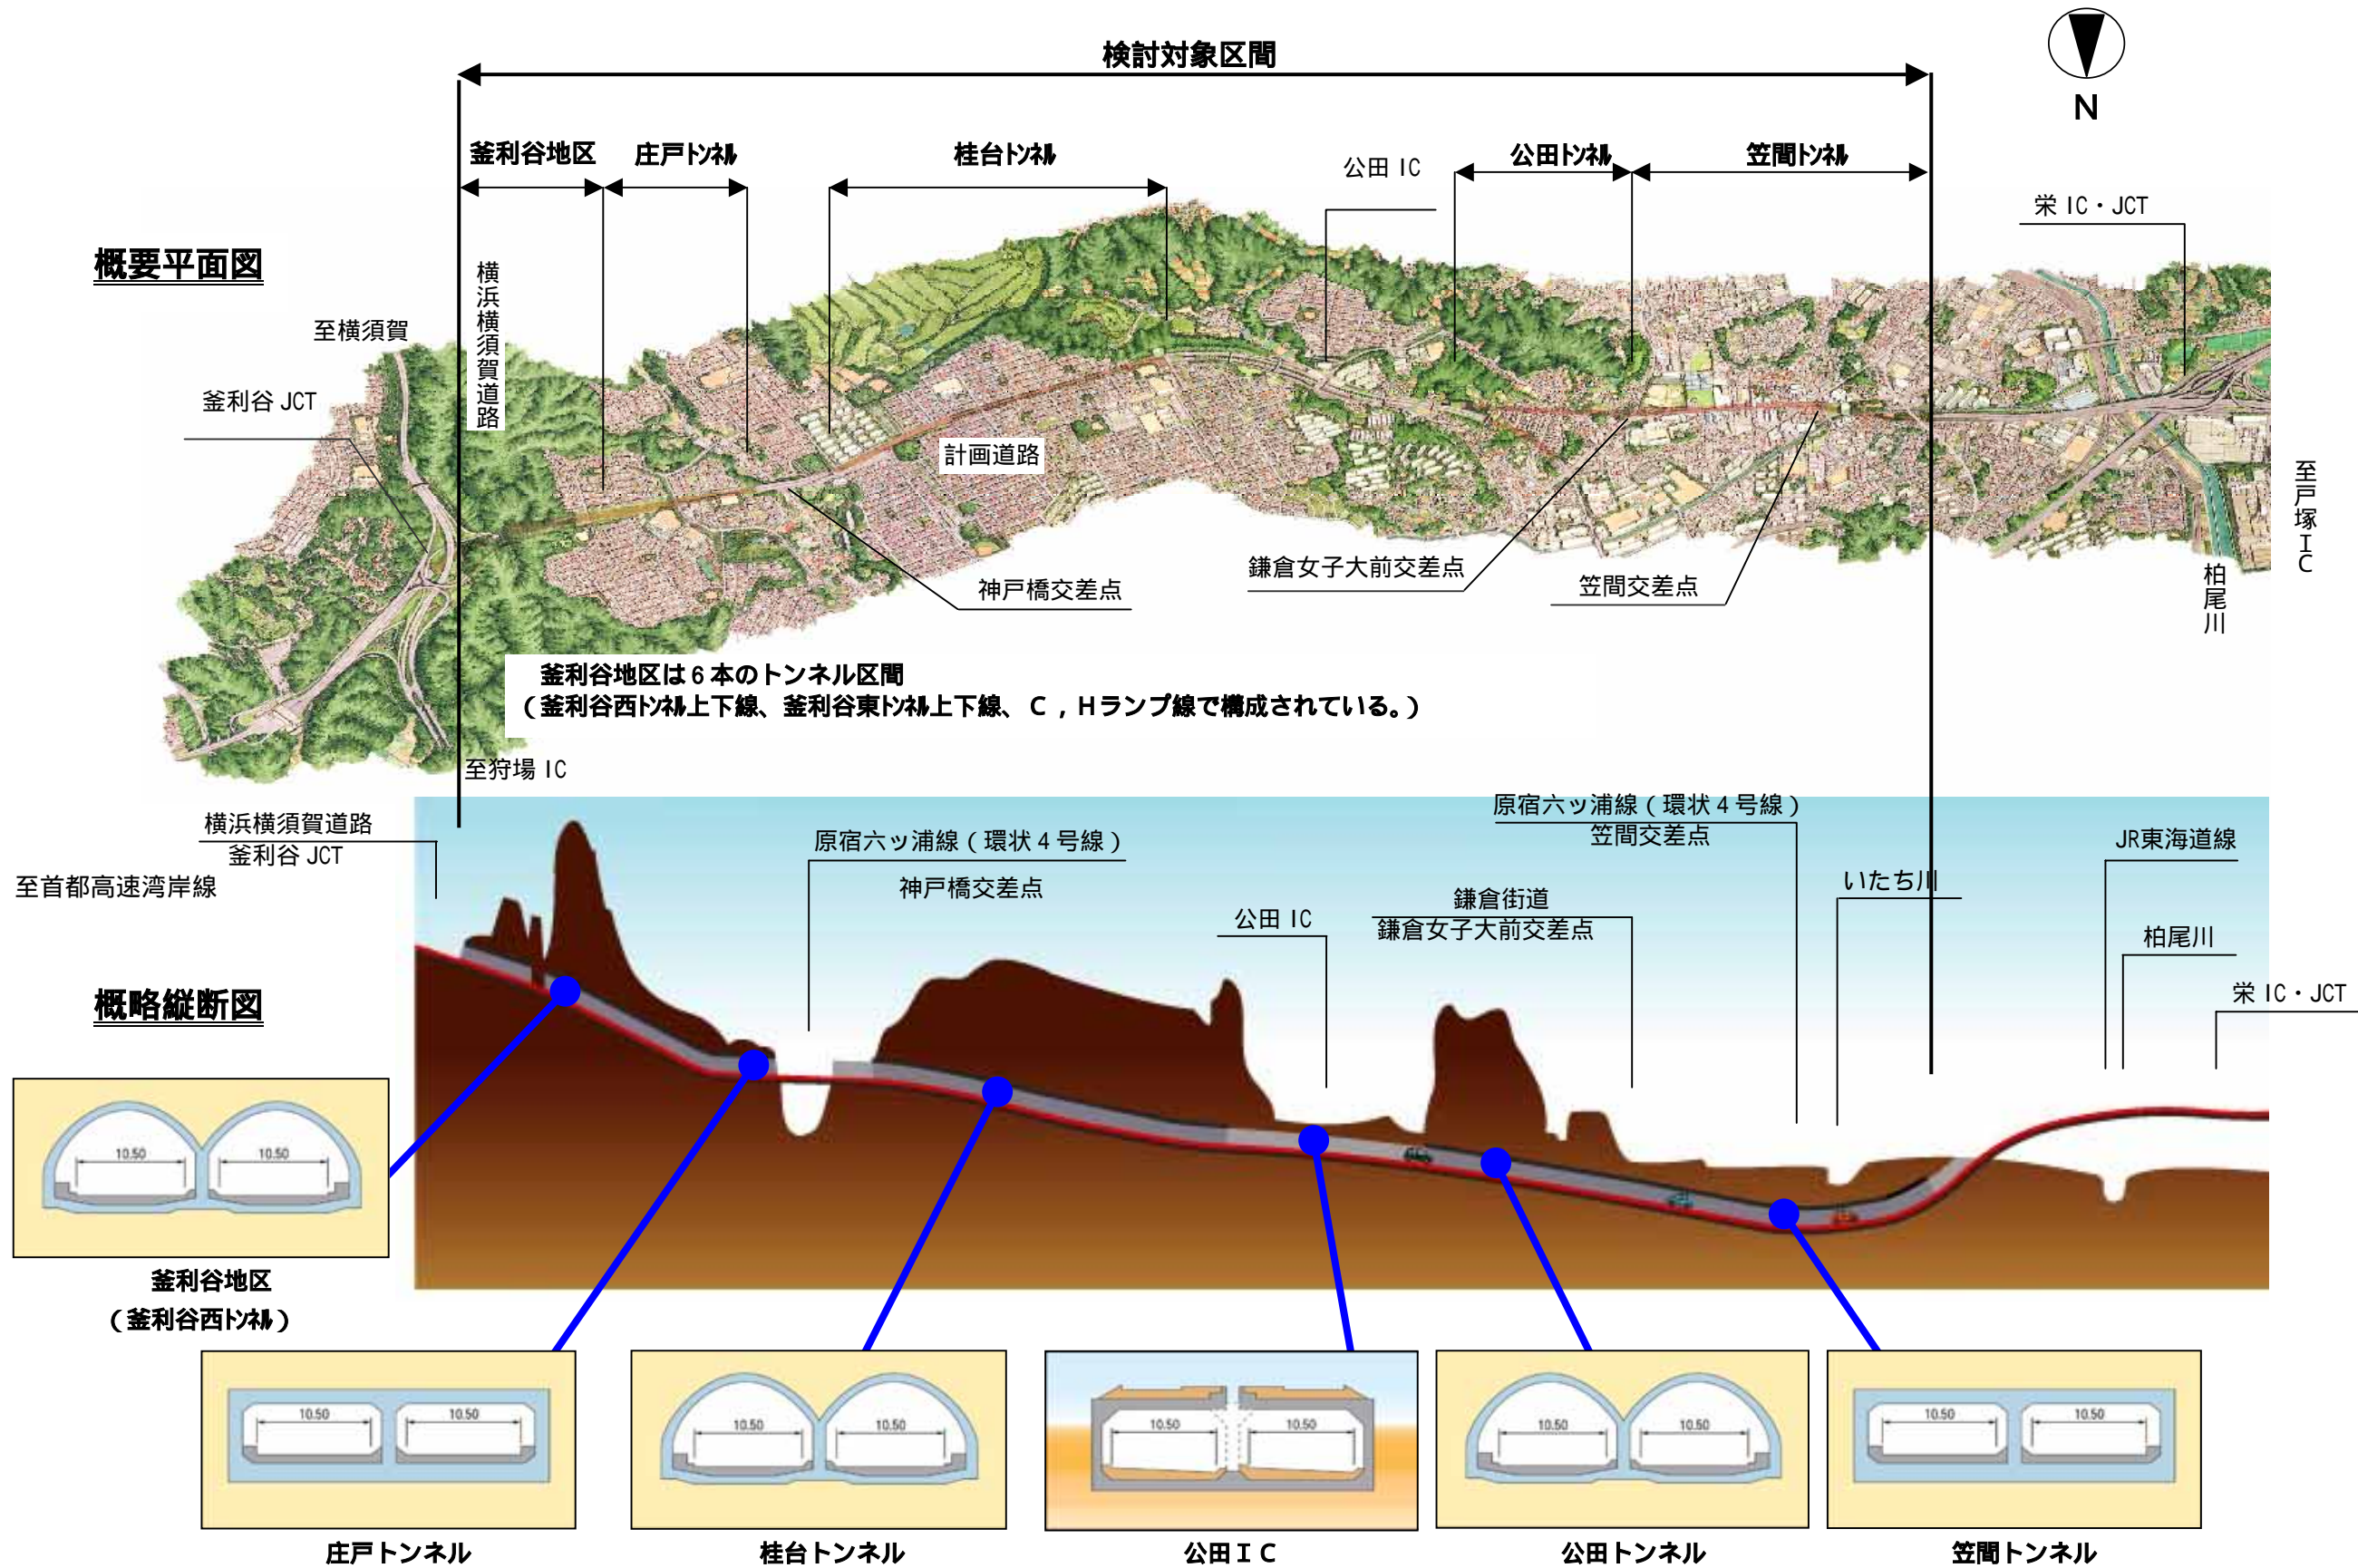 検討対象区間
N
釜利谷地区
庄戸トンネル
桂台トンネル
公田 IC
公田トンネル
笠間トンネル
栄 IC・JCT
概要平面図
横浜横須賀道路
至横須賀
釜利谷 JCT
計画道路
至戸塚IC
神戸橋交差点
鎌倉女子大前交差点
笠間交差点
柏尾川
釜利谷地区は6本のトンネル区間
（釜利谷西トンネル上下線、釜利谷東トンネル上下線、C，Hランプ線で構成されている。）
至狩場 IC
横浜横須賀道路
釜利谷 JCT
至首都高速湾岸線
原宿六ッ浦線（環状4号線）
神戸橋交差点
公田 IC
鎌倉街道
鎌倉女子大前交差点
原宿六ッ浦線（環状4号線）
笠間交差点
いたち川
JR東海道線
柏尾川
栄 IC・JCT
概略縦断図
10.50
10.50
釜利谷地区
（釜利谷西トンネル）
10.50
10.50
庄戸トンネル
10.50
10.50
桂台トンネル
10.50
10.50
公田ＩＣ
10.50
10.50
公田トンネル
10.50
10.50
笠間トンネル